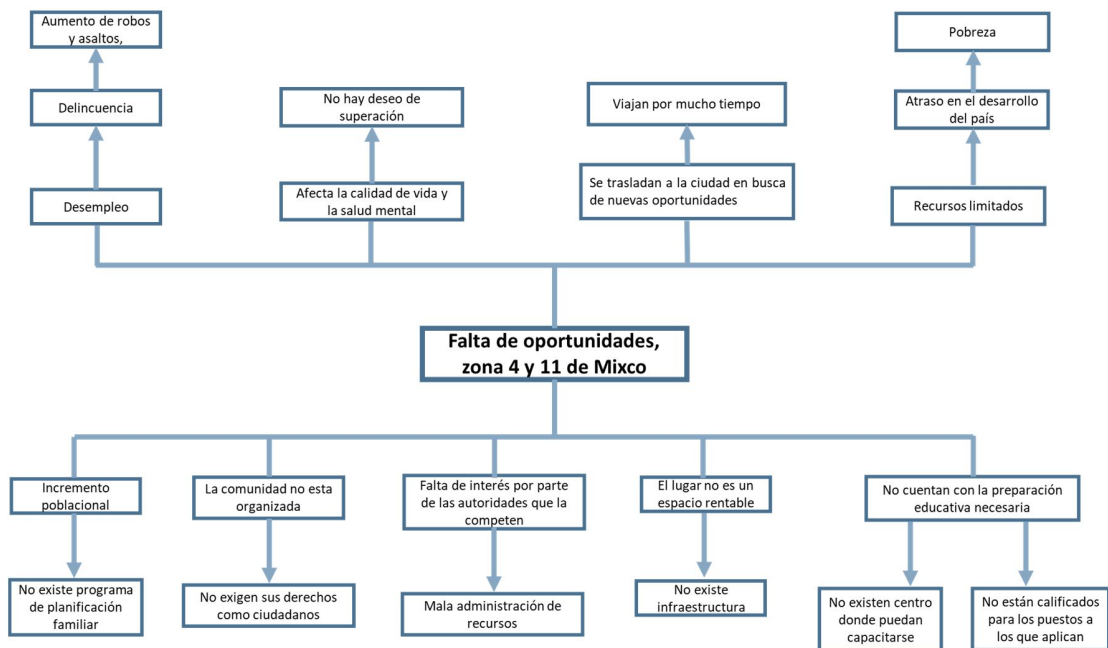 Aumento de robos
y asaltos,
Pobreza
Delincuencia
No hay deseo de
superación
Viajan por mucho tiempo
Atraso en el desarrollo
del país
Desempleo
Afecta la calidad de vida y
la salud mental
Se trasladan a la ciudad en busca
de nuevas oportunidades
Recursos limitados
Falta de oportunidades,
zona 4 y 11 de Mixco
Incremento
poblacional
La comunidad no esta
organizada
Falta de interés por parte
de las autoridades que la
competen
El lugar no es un
espacio rentable
No cuentan con la preparación
educativa necesaria
No existe programa
de planificación
familiar
No exigen sus derechos
como ciudadanos
Mala administración de
recursos
No existe
infraestructura
No existen centro
donde puedan
capacitarse
No están calificados
para los puestos a
los que aplican